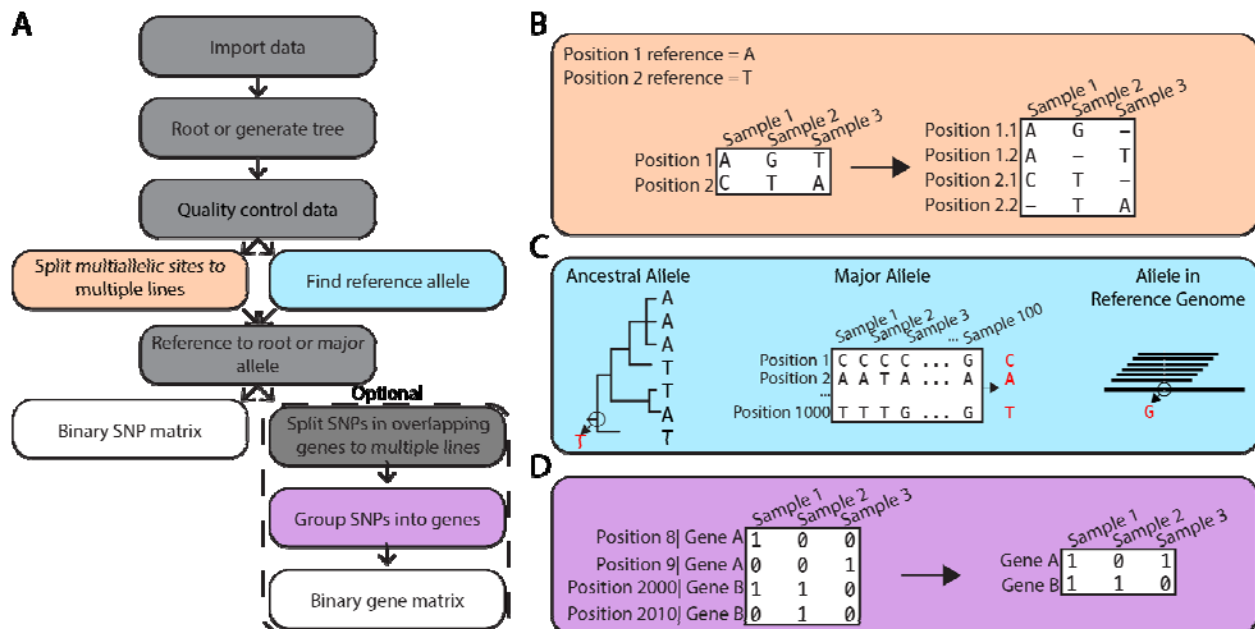 A
Import data
Root or generate tree
Quality control data
Split multiallelic sites to
multiple lines
Find reference allele
Reference to root or major
allele
Binary SNP matrix
Optional
Split SNPs in overlapping
genes to multiple lines
Group SNPs into genes
Binary gene matrix
B
Position 1 reference = A
Position 2 reference = T
Sample 1 Sample 2 Sample 3
Position 1 A G T
Position 2 C T A
Sample 1 Sample 2 Sample 3
Position 1.1 A G –
Position 1.2 A – T
Position 2.1 C T –
Position 2.2 – T A
C
Ancestral Allele
A
A
A
T
T
A
T
T
Major Allele
Sample 1 Sample 2 Sample 3 ... Sample 100
Position 1 C C C C ... G C
Position 2 A A T A ... A A
...
Position 1000 T T T G ... G T
Allele in
Reference Genome
G
D
Sample 1 Sample 2 Sample 3
Position 8| Gene A 1 0 0
Position 9| Gene A 0 0 1
Position 2000| Gene B 1 1 0
Position 2010| Gene B 0 1 0
Sample 1 Sample 2 Sample 3
Gene A 1 0 1
Gene B 1 1 0